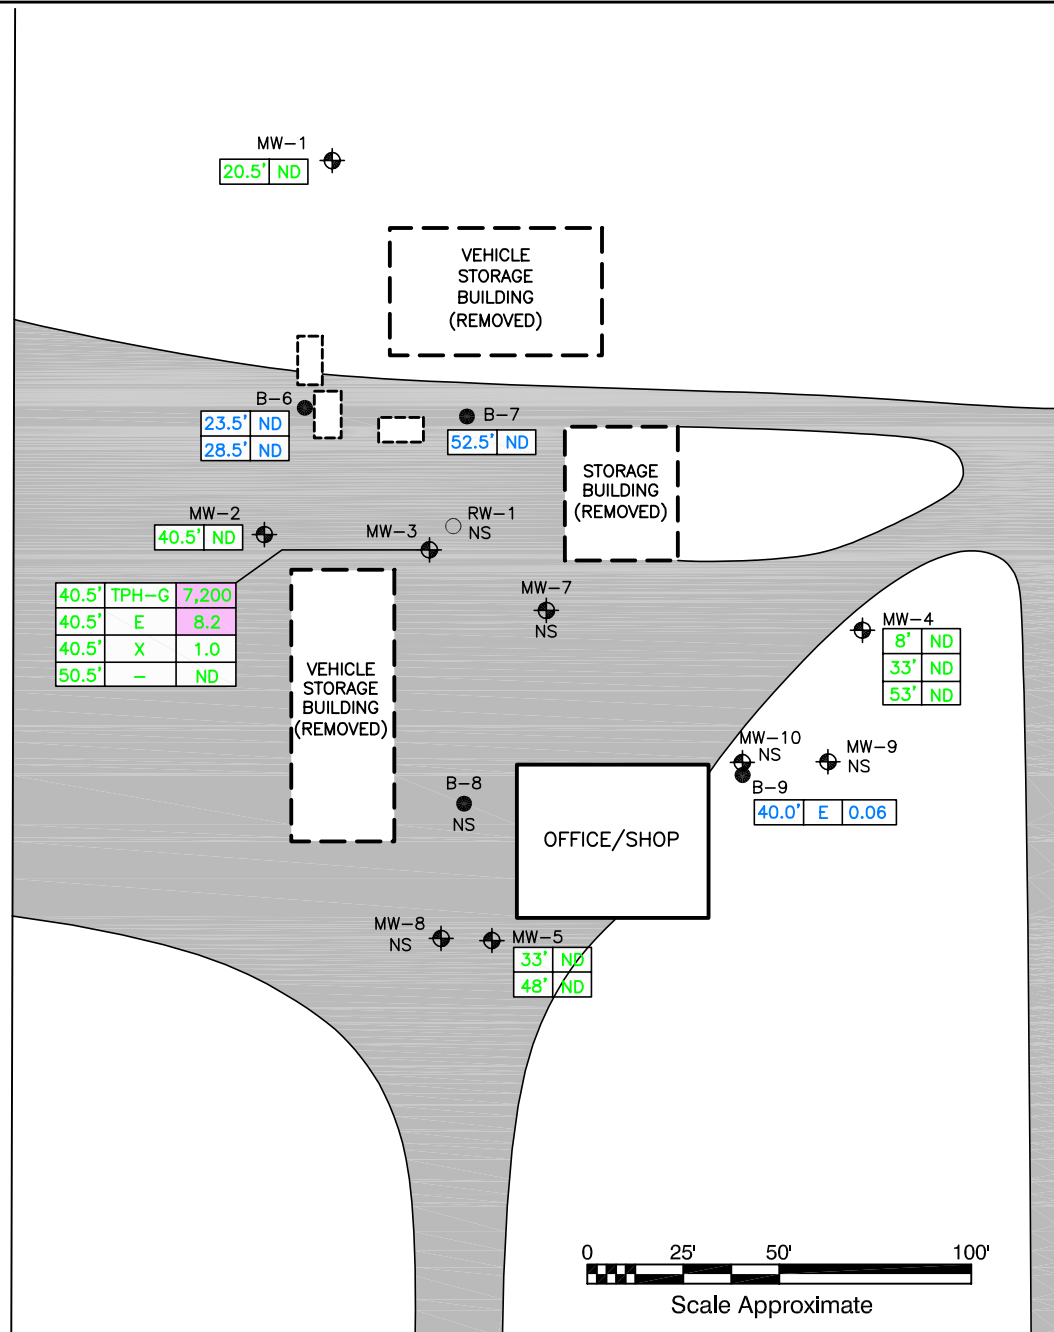 MW-1
20.5' ND
VEHICLE
STORAGE
BUILDING
(REMOVED)
B-6
23.5' ND
28.5' ND
B-7
52.5' ND
STORAGE
BUILDING
(REMOVED)
MW-2
40.5' ND
MW-3
RW-1
NS
40.5' TPH-G 7,200
40.5' E 8.2
40.5' X 1.0
50.5' - ND
MW-7
NS
MW-4
8' ND
33' ND
53' ND
VEHICLE
STORAGE
BUILDING
(REMOVED)
MW-10
NS
MW-9
NS
B-9
40.0' E 0.06
B-8
NS
OFFICE/SHOP
MW-8
NS
MW-5
33' ND
48' ND
0 25' 50' 100'
Scale Approximate